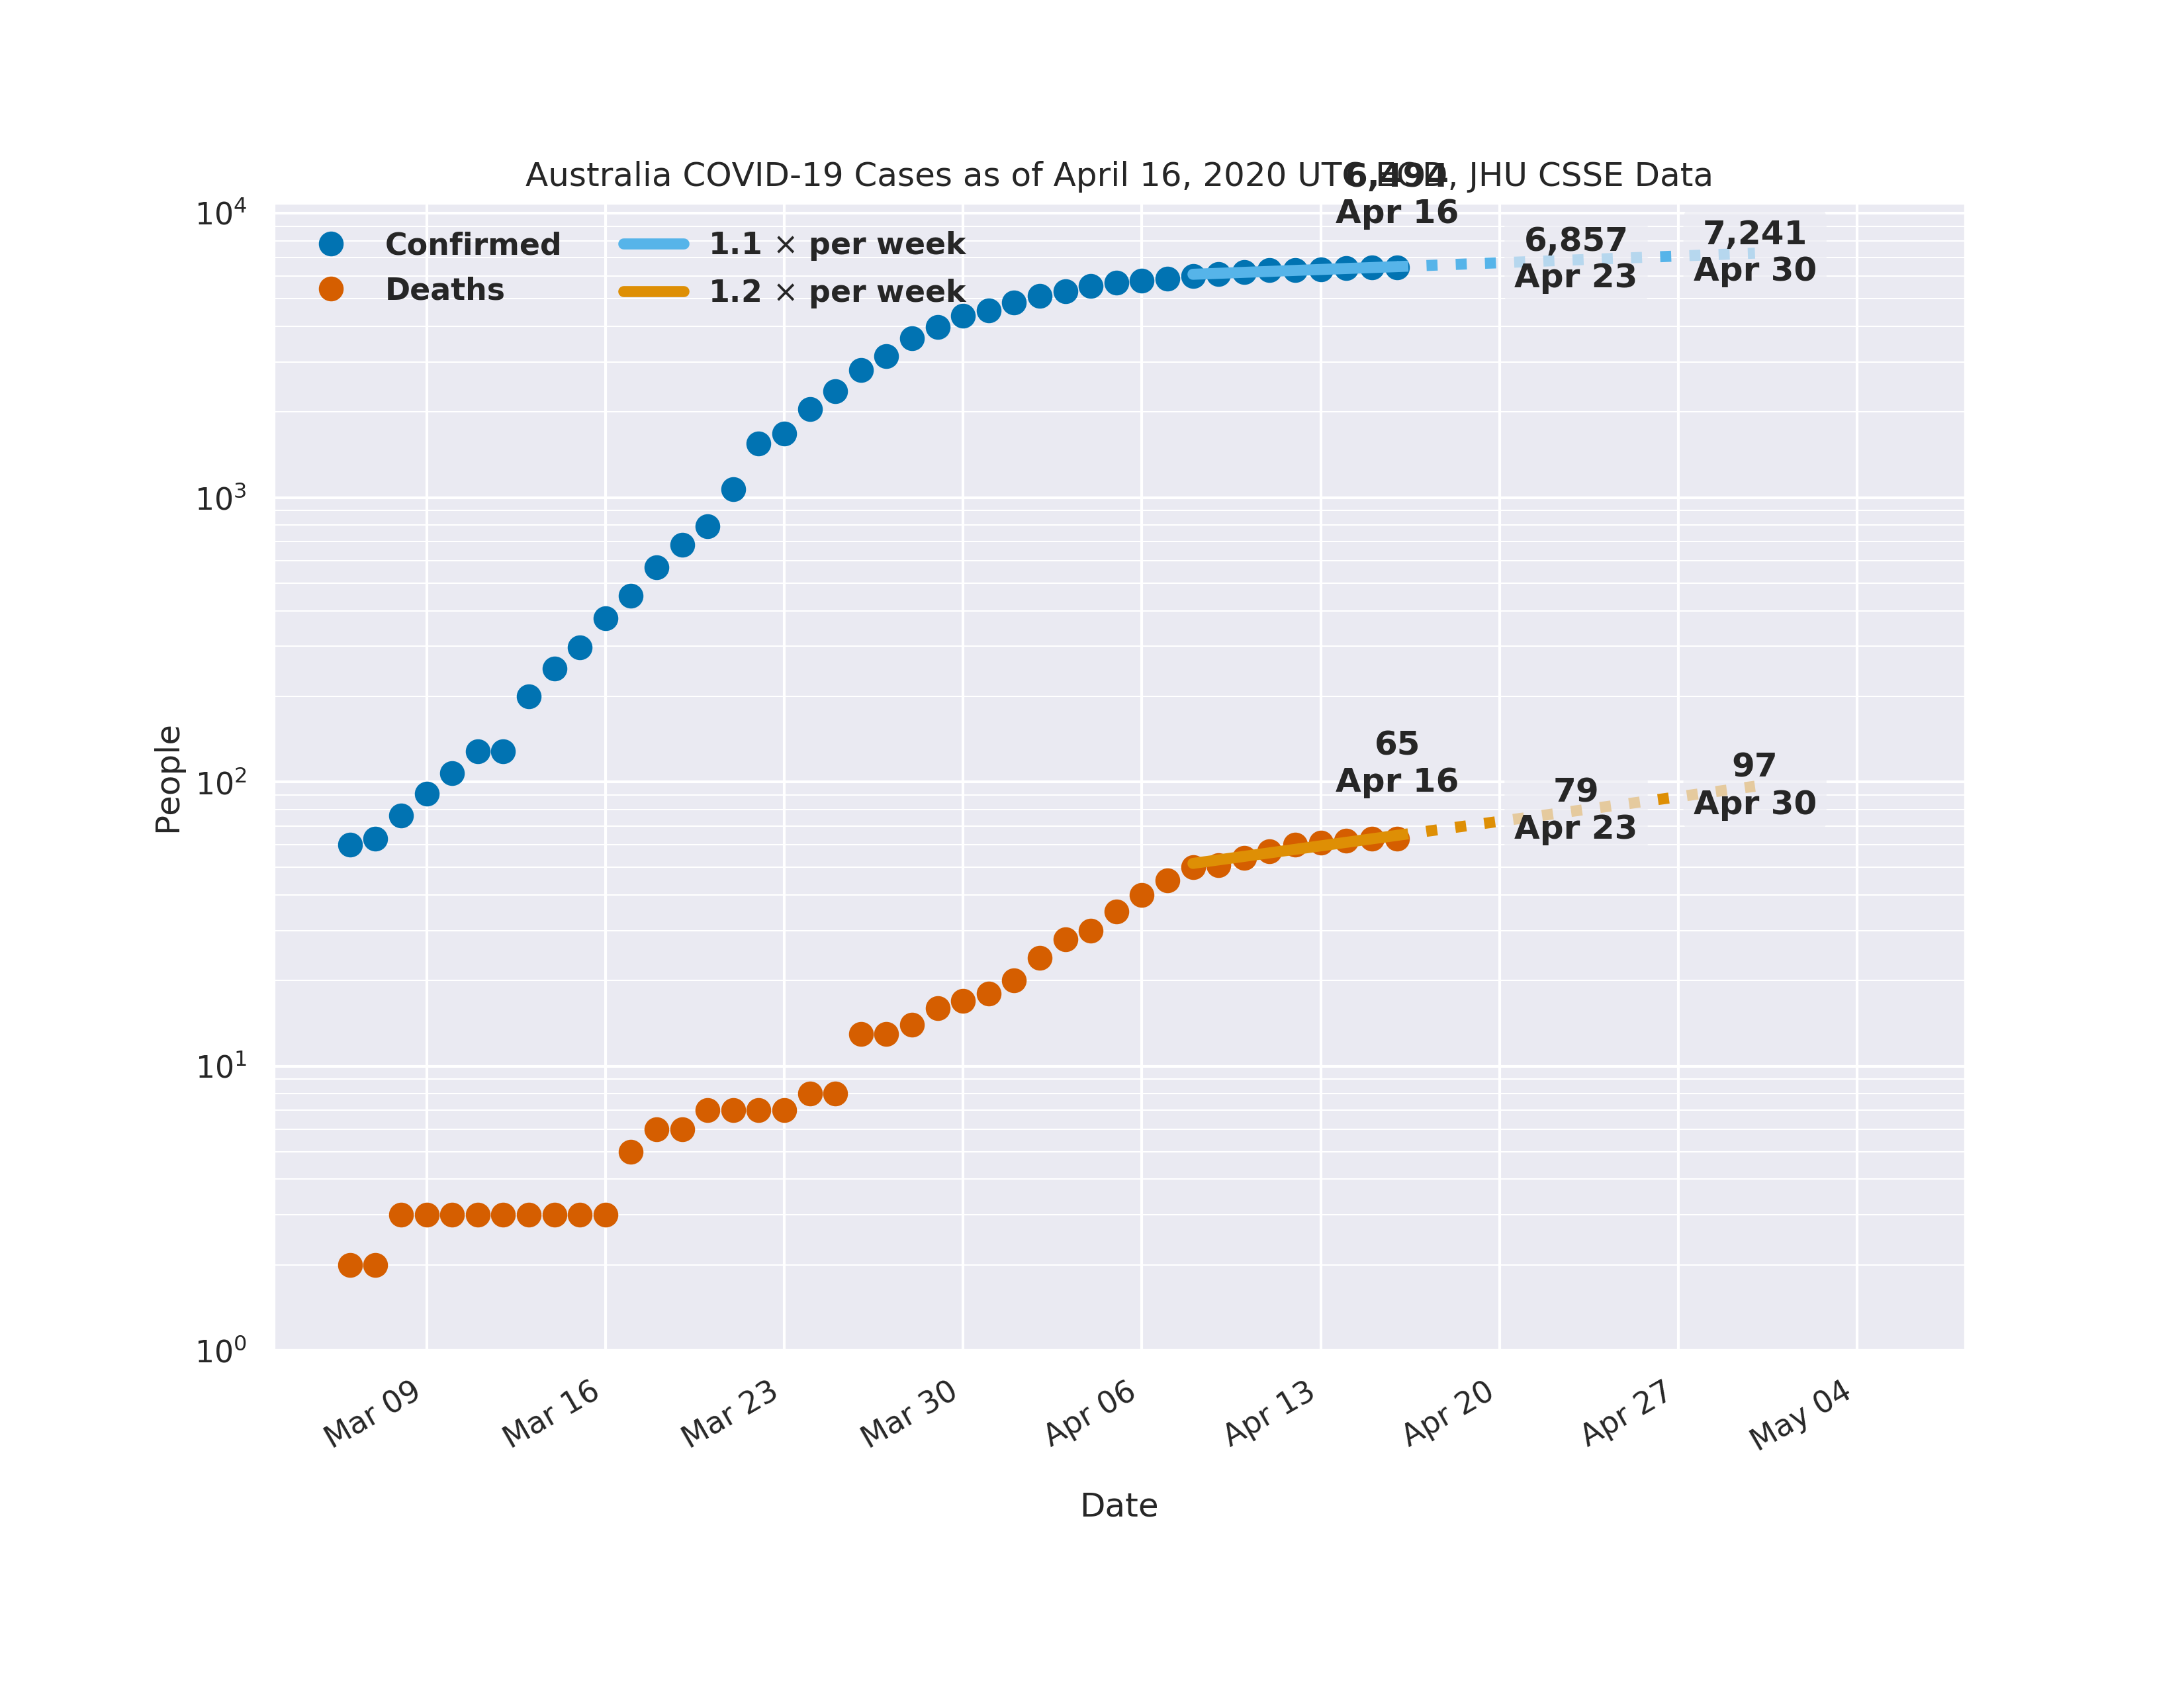 Australia COVID-19 Cases as of April 16, 2020 UTC EOD, JHU CSSE Data
6,494
Apr 16
6,857
Apr 23
7,241
Apr 30
Confirmed
Deaths
1.1 × per week
1.2 × per week
65
Apr 16
79
Apr 23
97
Apr 30
10⁴
10³
10²
10¹
10⁰
People
Mar 09
Mar 16
Mar 23
Mar 30
Apr 06
Apr 13
Apr 20
Apr 27
May 04
Date